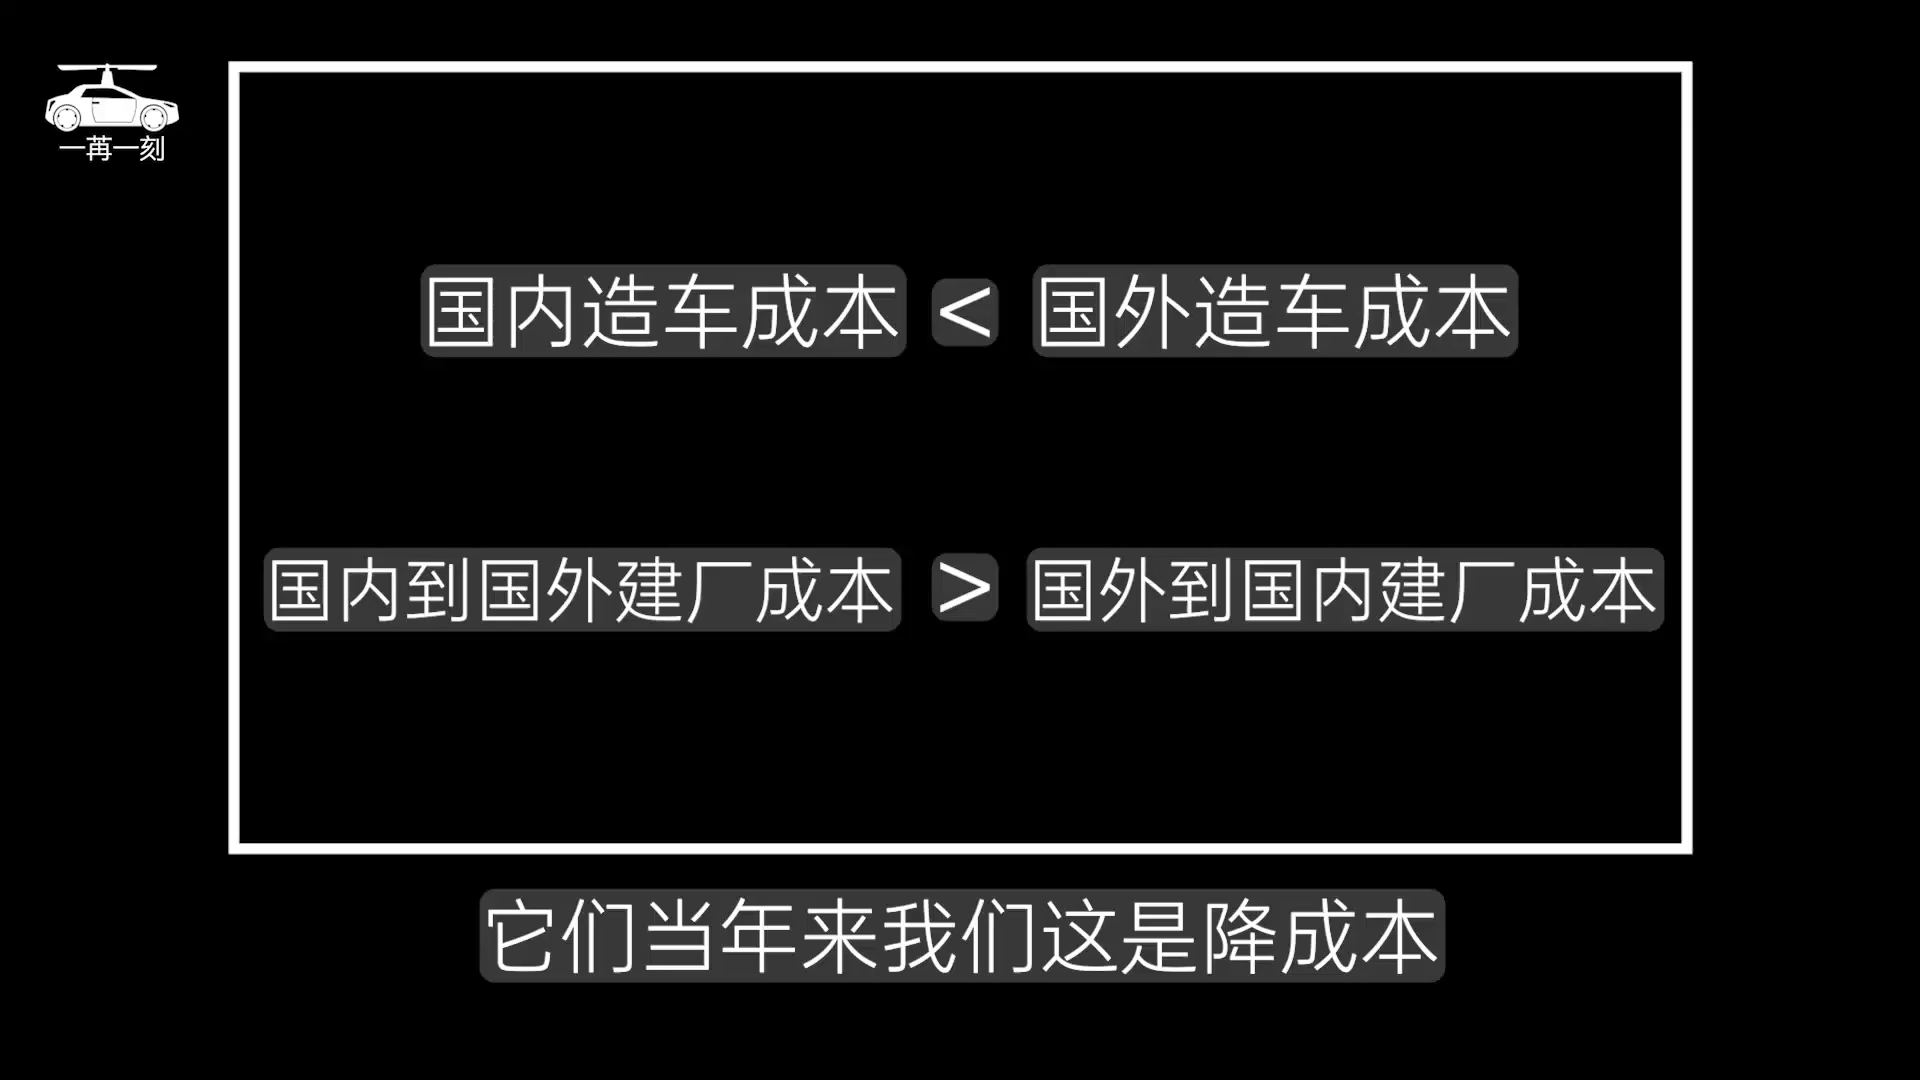 一苒一刻
国内造车成本 < 国外造车成本
国内到国外建厂成本 > 国外到国内建厂成本
它们当年来我们这是降成本